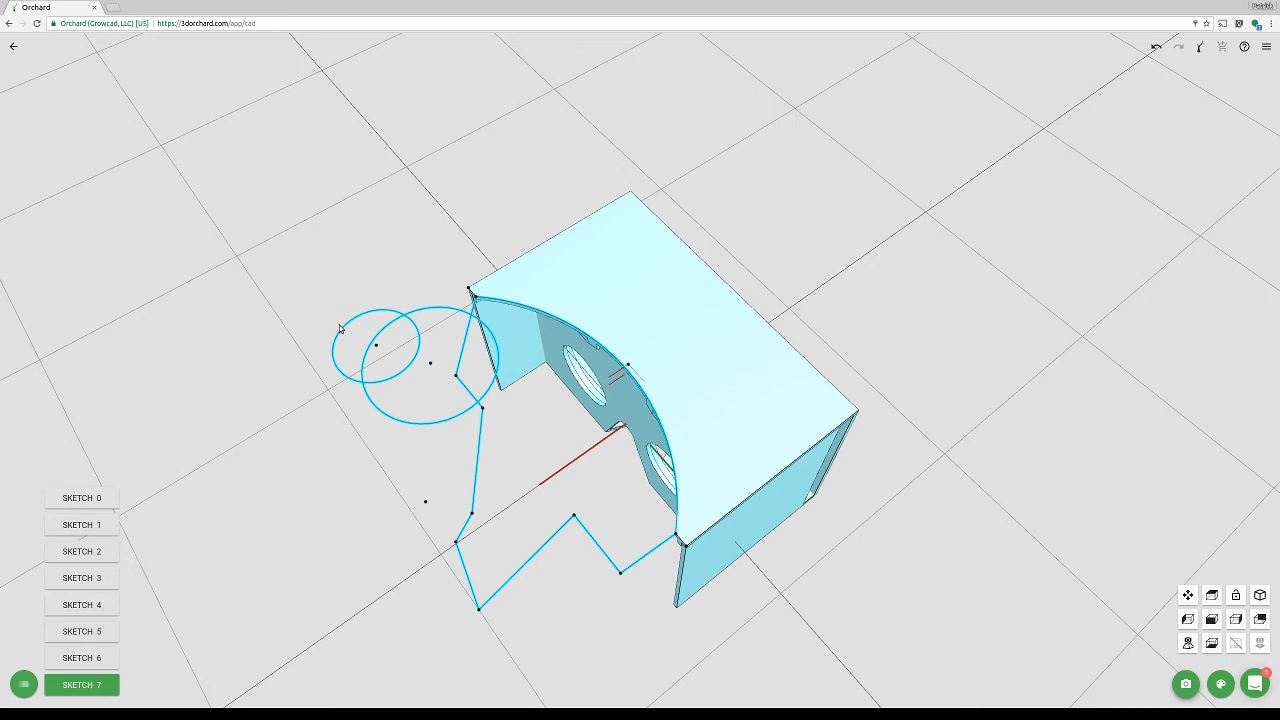 Orchard
Patrick
Orchard (Growcad, LLC) [US] | https://3dorchard.com/app/cad
SKETCH 0
SKETCH 1
SKETCH 2
SKETCH 3
SKETCH 4
SKETCH 5
SKETCH 6
SKETCH 7